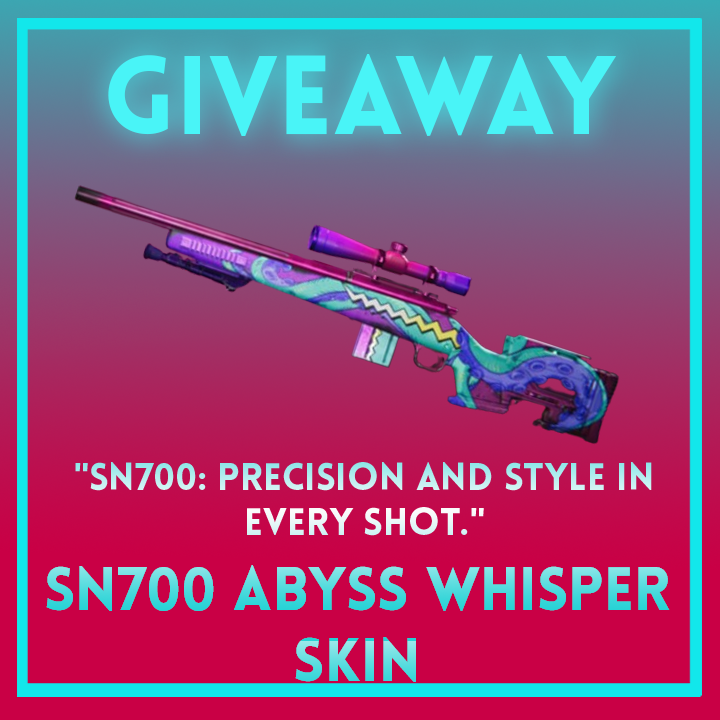 GIVEAWAY
"SN700: PRECISION AND STYLE IN
EVERY SHOT."
SN700 ABYSS WHISPER
SKIN